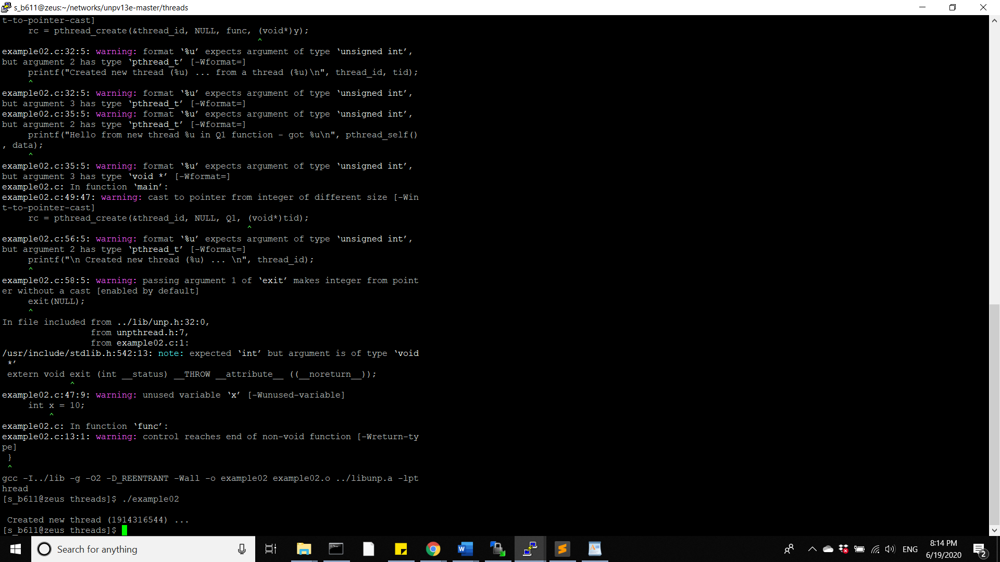 s_b611@zeus:~/networks/unpv13e-master/threads
t-to-pointer-cast]
     rc = pthread_create(&thread_id, NULL, func, (void*)y);
                                                 ^
example02.c:32:5: warning: format ‘%u’ expects argument of type ‘unsigned int’,
but argument 2 has type ‘pthread_t’ [-Wformat=]
     printf("Created new thread (%u) ... from a thread (%u)\n", thread_id, tid);
     ^
example02.c:32:5: warning: format ‘%u’ expects argument of type ‘unsigned int’,
but argument 3 has type ‘pthread_t’ [-Wformat=]
example02.c:35:5: warning: format ‘%u’ expects argument of type ‘unsigned int’,
but argument 2 has type ‘pthread_t’ [-Wformat=]
     printf("Hello from new thread %u in Q1 function - got %u\n", pthread_self()
, data);
     ^
example02.c:35:5: warning: format ‘%u’ expects argument of type ‘unsigned int’,
but argument 3 has type ‘void *’ [-Wformat=]
example02.c: In function ‘main’:
example02.c:49:47: warning: cast to pointer from integer of different size [-Win
t-to-pointer-cast]
     rc = pthread_create(&thread_id, NULL, Q1, (void*)tid);
                                               ^
example02.c:56:5: warning: format ‘%u’ expects argument of type ‘unsigned int’,
but argument 2 has type ‘pthread_t’ [-Wformat=]
     printf("\n Created new thread (%u) ... \n", thread_id);
     ^
example02.c:58:5: warning: passing argument 1 of ‘exit’ makes integer from point
er without a cast [enabled by default]
     exit(NULL);
     ^
In file included from ../lib/unp.h:32:0,
                 from unpthread.h:7,
                 from example02.c:1:
/usr/include/stdlib.h:542:13: note: expected ‘int’ but argument is of type ‘void
 *’
 extern void exit (int __status) __THROW __attribute__ ((__noreturn__));
             ^
example02.c:47:9: warning: unused variable ‘x’ [-Wunused-variable]
     int x = 10;
         ^
example02.c: In function ‘func’:
example02.c:13:1: warning: control reaches end of non-void function [-Wreturn-ty
pe]
 }
 ^
gcc -I../lib -g -O2 -D_REENTRANT -Wall -o example02 example02.o ../libunp.a -lpt
hread
[s_b611@zeus threads]$ ./example02

 Created new thread (1914316544) ...
[s_b611@zeus threads]$
Search for anything
ENG
8:14 PM
6/19/2020
2